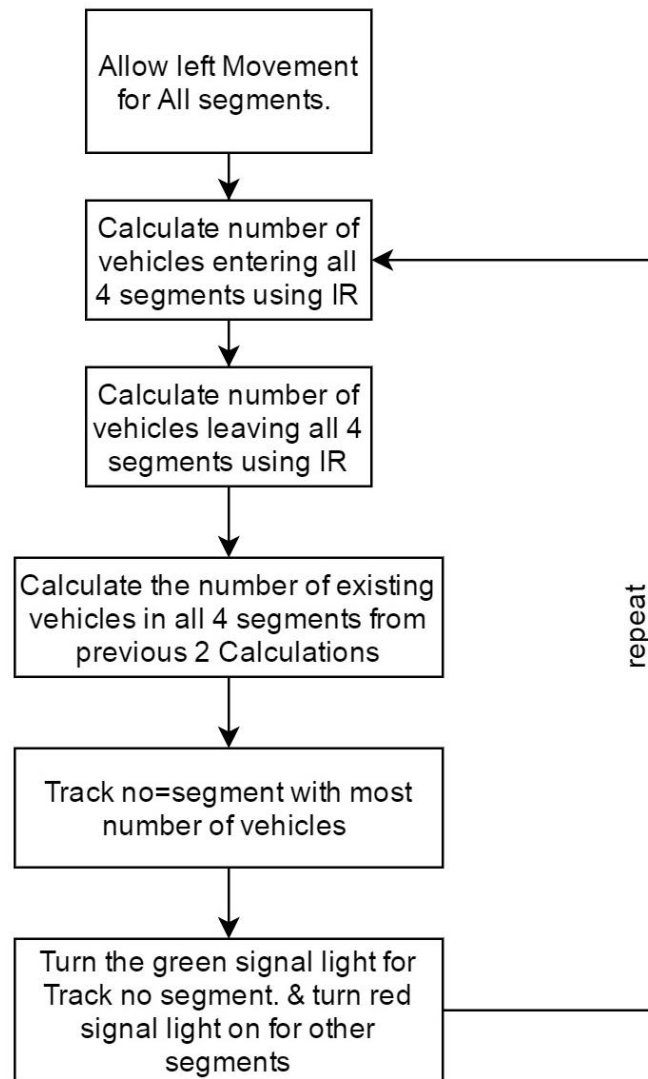 Allow left Movement
for All segments.
Calculate number of
vehicles entering all
4 segments using IR
Calculate number of
vehicles leaving all 4
segments using IR
Calculate the number of existing
vehicles in all 4 segments from
previous 2 Calculations
repeat
Track no=segment with most
number of vehicles
Turn the green signal light for
Track no segment. & turn red
signal light on for other
segments